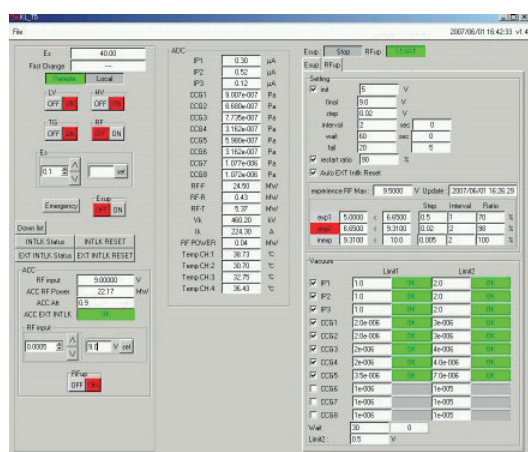 KL_T5
File
2007/06/01 16:42:33 v1.4
Es 40.00
First Change ---
Remote Local
LV HV
OFF ON OFF ON
TG RF
OFF ON OFF ON
Es
0.1 set
Emergency
Esup
OFF ON
Down list
INTLK Status INTLK RESET
EXT INTLK Status EXT INTLK RESET
ACC
RF input 9.00000 V
ACC RF Power 22.17 MW
ACC Att 0.9
ACC EXT INTLK OK
RF input
0.0005 9.0 V set
RFup
OFF
ADC
IP1 0.30 μA
IP2 0.52 μA
IP3 0.12 μA
CCG1 9.007e-007 Pa
CCG2 8.680e-007 Pa
CCG3 7.735e-007 Pa
CCG4 3.162e-007 Pa
CCG5 5.968e-007 Pa
CCG6 3.162e-007 Pa
CCG7 1.077e-006 Pa
CCG8 1.072e-006 Pa
RF-F 24.50 MW
RF-R 0.43 MW
RF-T 5.37 MW
Vk 460.20 kV
Ik 224.30 A
RF POWER 0.04 MW
Temp CH:1 38.73 ℃
Temp CH:2 30.70 ℃
Temp CH:3 32.75 ℃
Temp CH:4 36.43 ℃
Esup: Stop RFup: START
Esup RFup
Setting
init 5 V
final 9.0 V
step 0.02 V
interval 2 sec 0
wait 60 sec 0
fall 20 5
restart ratio 90 %
Auto EXT Intlk Reset
experience RF Max: 9.5000 V Update: 2007/06/01 16:26:29
Step Interval Ratio
exp1 5.0000 < 6.6500 0.5 1 70 %
exp2 6.6500 < 9.3100 0.02 2 98 %
inexp 9.3100 < 10.0 0.005 2 100 %
Vacuum
Limit1 Limit2
IP1 1.0 OK 2.0 OK
IP2 1.0 OK 2.0 OK
IP3 1.0 OK 2.0 OK
CCG1 2.0e-006 OK 3e-006 OK
CCG2 2.0e-006 OK 3e-006 OK
CCG3 2e-006 OK 4e-006 OK
CCG4 2e-006 OK 4.0e-006 OK
CCG5 3.5e-006 OK 7.0e-006 OK
CCG6 1e-006 1e-005
CCG7 1e-006 1e-005
CCG8 1e-006 1e-005
Wait 30 0
Limit2 : 0.5 V